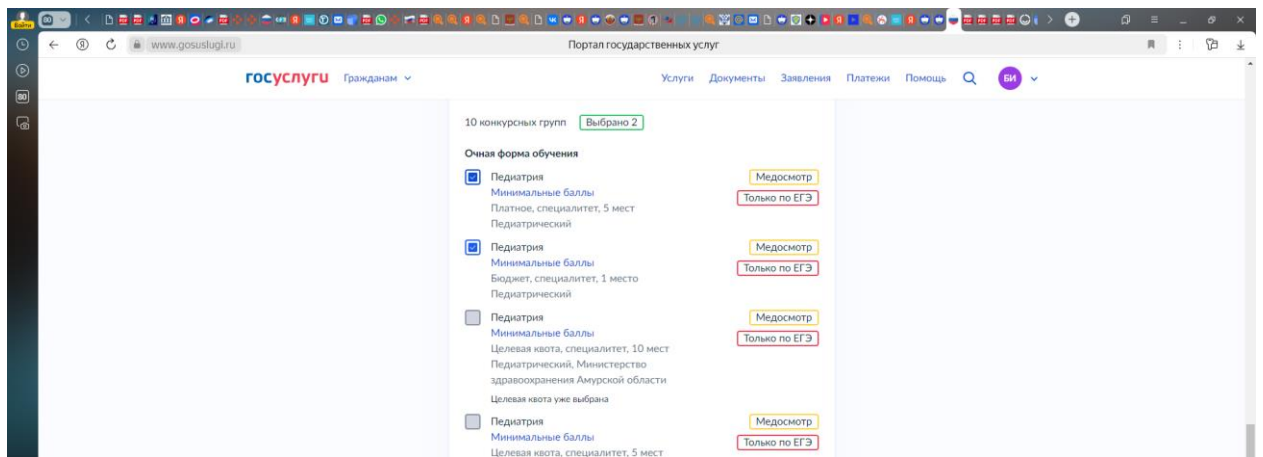 Войти
80
www.gosuslugi.ru
Портал государственных услуг
80
госуслуги Гражданам
Услуги Документы Заявления Платежи Помощь
БИ
10 конкурсных групп Выбрано 2
Очная форма обучения
Педиатрия Медосмотр
Минимальные баллы Только по ЕГЭ
Платное, специалитет, 5 мест
Педиатрический
Педиатрия Медосмотр
Минимальные баллы Только по ЕГЭ
Бюджет, специалитет, 1 место
Педиатрический
Педиатрия Медосмотр
Минимальные баллы Только по ЕГЭ
Целевая квота, специалитет, 10 мест
Педиатрический, Министерство
здравоохранения Амурской области
Целевая квота уже выбрана
Педиатрия Медосмотр
Минимальные баллы Только по ЕГЭ
Целевая квота, специалитет, 5 мест